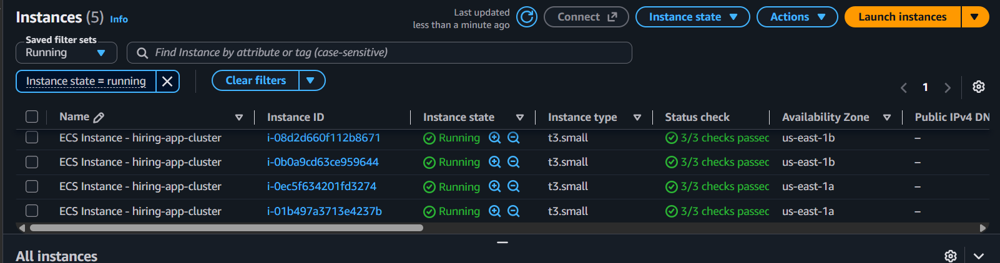 Instances (5) Info
Last updated
less than a minute ago
Connect
Instance state
Actions
Launch instances
Saved filter sets
Running
Find Instance by attribute or tag (case-sensitive)
Instance state = running
Clear filters
1
Name Instance ID Instance state Instance type Status check Availability Zone Public IPv4 DN
ECS Instance - hiring-app-cluster i-08d2d660f112b8671 Running t3.small 3/3 checks passec us-east-1b –
ECS Instance - hiring-app-cluster i-0b0a9cd63ce959644 Running t3.small 3/3 checks passec us-east-1b –
ECS Instance - hiring-app-cluster i-0ec5f634201fd3274 Running t3.small 3/3 checks passec us-east-1a –
ECS Instance - hiring-app-cluster i-01b497a3713e4237b Running t3.small 3/3 checks passec us-east-1a –
All instances